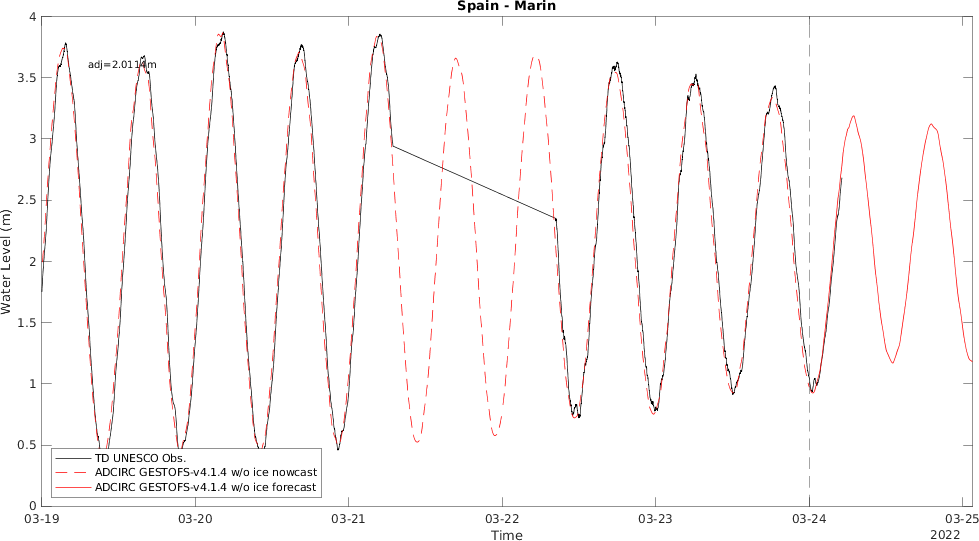 Spain - Marin
4
3.5
3
2.5
2
1.5
1
0.5
0
Water Level (m)
adj=2.0114m
TD UNESCO Obs.
ADCIRC GESTOFS-v4.1.4 w/o ice nowcast
ADCIRC GESTOFS-v4.1.4 w/o ice forecast
03-19
03-20
03-21
03-22
03-23
03-24
03-25
Time
2022